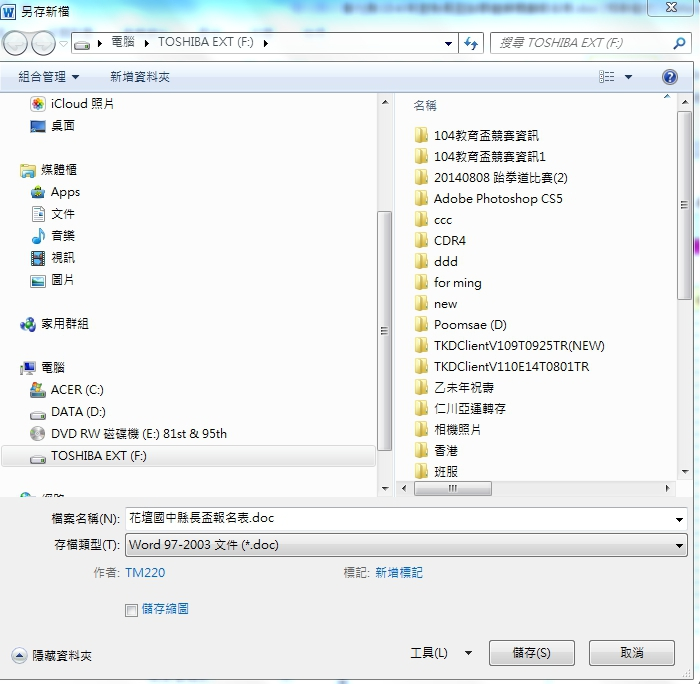 另存新檔
電腦 TOSHIBA EXT (F:)
搜尋 TOSHIBA EXT (F:)
組合管理 新增資料夾
iCloud 照片
桌面
媒體櫃
Apps
文件
音樂
視訊
圖片
家用群組
電腦
ACER (C:)
DATA (D:)
DVD RW 磁碟機 (E:) 81st & 95th
TOSHIBA EXT (F:)
名稱
104教育盃競賽資訊
104教育盃競賽資訊1
20140808 跆拳道比賽(2)
Adobe Photoshop CS5
ccc
CDR4
ddd
for ming
new
Poomsae (D)
TKDClientV109T0925TR(NEW)
TKDClientV110E14T0801TR
乙未年祝壽
仁川亞運轉存
相機照片
香港
班服
檔案名稱(N): 花壇國中縣長盃報名表.doc
存檔類型(T): Word 97-2003 文件 (*.doc)
作者: TM220 標記: 新增標記
儲存縮圖
隱藏資料夾 工具(L) 儲存(S) 取消